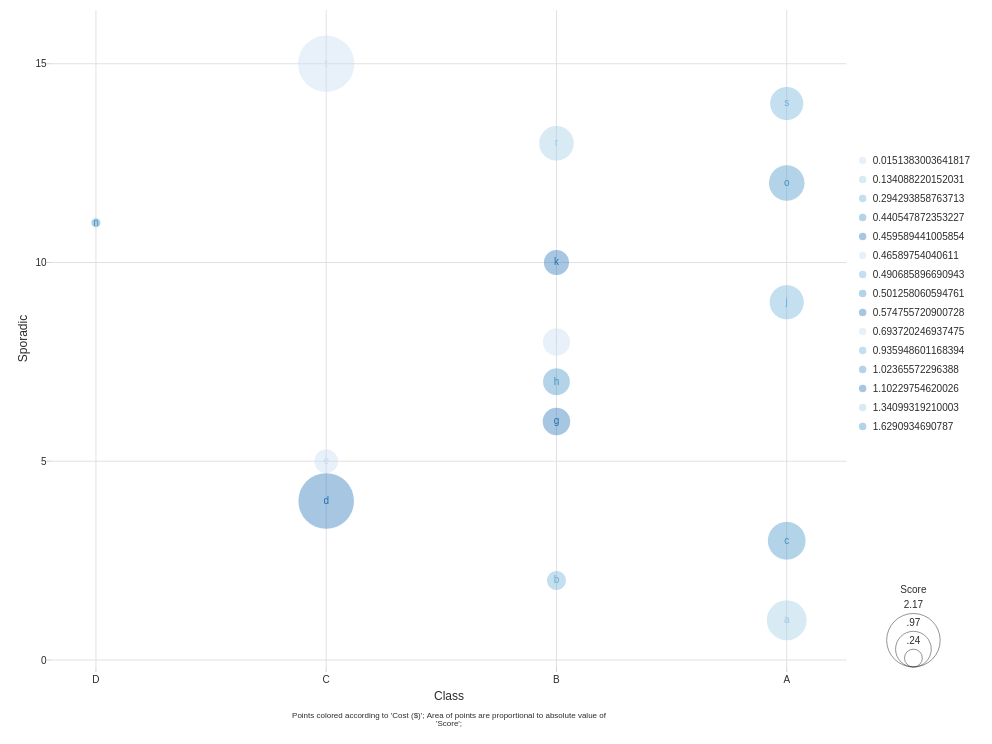 15
10
5
0
Sporadic
s
r
o
n
k
j
h
g
e
d
c
b
a
D
C
B
A
Class
Points colored according to 'Cost ($)'; Area of points are proportional to absolute value of
'Score';
0.0151383003641817
0.134088220152031
0.294293858763713
0.440547872353227
0.459589441005854
0.46589754040611
0.490685896690943
0.501258060594761
0.574755720900728
0.693720246937475
0.935948601168394
1.02365572296388
1.10229754620026
1.34099319210003
1.6290934690787
Score
2.17
.97
.24